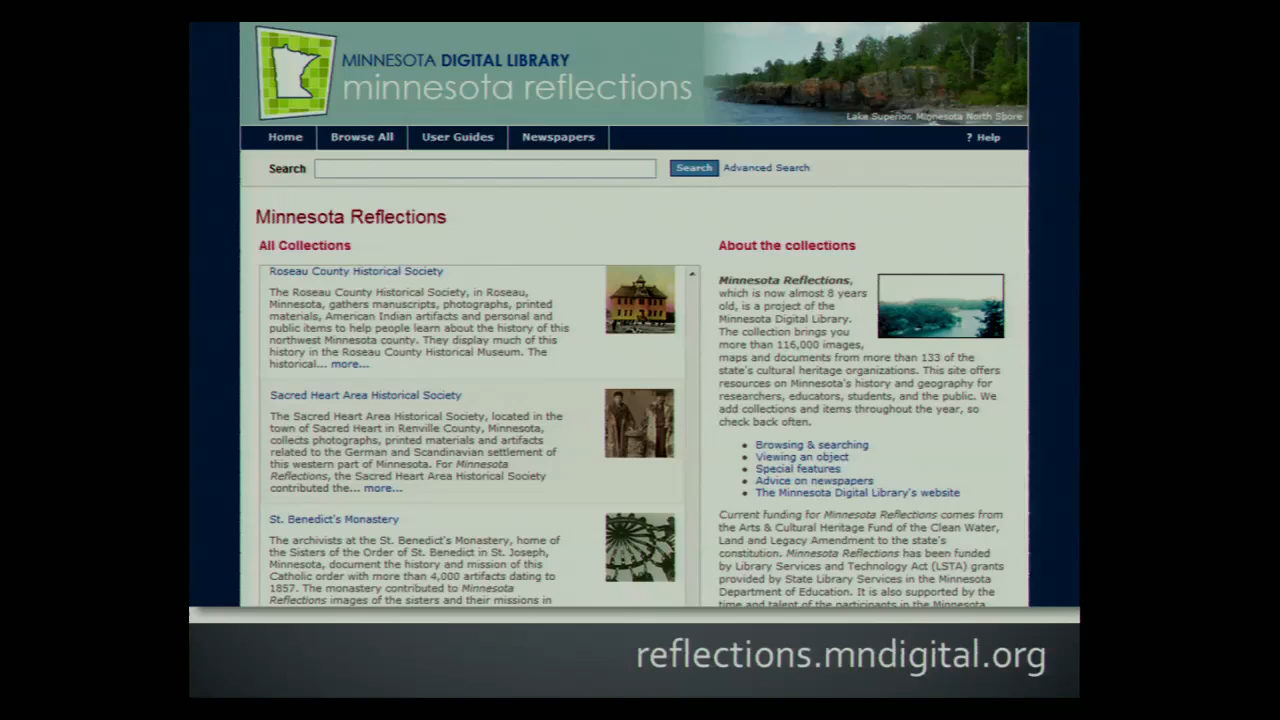 MINNESOTA DIGITAL LIBRARY
minnesota reflections
Lake Superior, Minnesota North Shore
Home
Browse All
User Guides
Newspapers
? Help
Search
Search
Advanced Search
Minnesota Reflections
All Collections
Roseau County Historical Society
The Roseau County Historical Society, in Roseau,
Minnesota, gathers manuscripts, photographs, printed
materials, American Indian artifacts and personal and
public items to help people learn about the history of this
northwest Minnesota county. They display much of this
history in the Roseau County Historical Museum. The
historical... more...
Sacred Heart Area Historical Society
The Sacred Heart Area Historical Society, located in the
town of Sacred Heart in Renville County, Minnesota,
collects photographs, printed materials and artifacts
related to the German and Scandinavian settlement of
this western part of Minnesota. For Minnesota
Reflections, the Sacred Heart Area Historical Society
contributed the... more...
St. Benedict's Monastery
The archivists at the St. Benedict's Monastery, home of
the Sisters of the Order of St. Benedict in St. Joseph,
Minnesota, document the history and mission of this
Catholic order with more than 4,000 artifacts dating to
1857. The monastery contributed to Minnesota
Reflections images of the sisters and their missions in
About the collections
Minnesota Reflections,
which is now almost 8 years
old, is a project of the
Minnesota Digital Library.
The collection brings you
more than 116,000 images,
maps and documents from more than 133 of the
state's cultural heritage organizations. This site offers
resources on Minnesota's history and geography for
researchers, educators, students, and the public. We
add collections and items throughout the year, so
check back often.
Browsing & searching
Viewing an object
Special features
Advice on newspapers
The Minnesota Digital Library's website
Current funding for Minnesota Reflections comes from
the Arts & Cultural Heritage Fund of the Clean Water,
Land and Legacy Amendment to the state's
constitution. Minnesota Reflections has been funded
by Library Services and Technology Act (LSTA) grants
provided by State Library Services in the Minnesota
Department of Education. It is also supported by the
time and talent of the participants in the Minnesota
reflections.mndigital.org